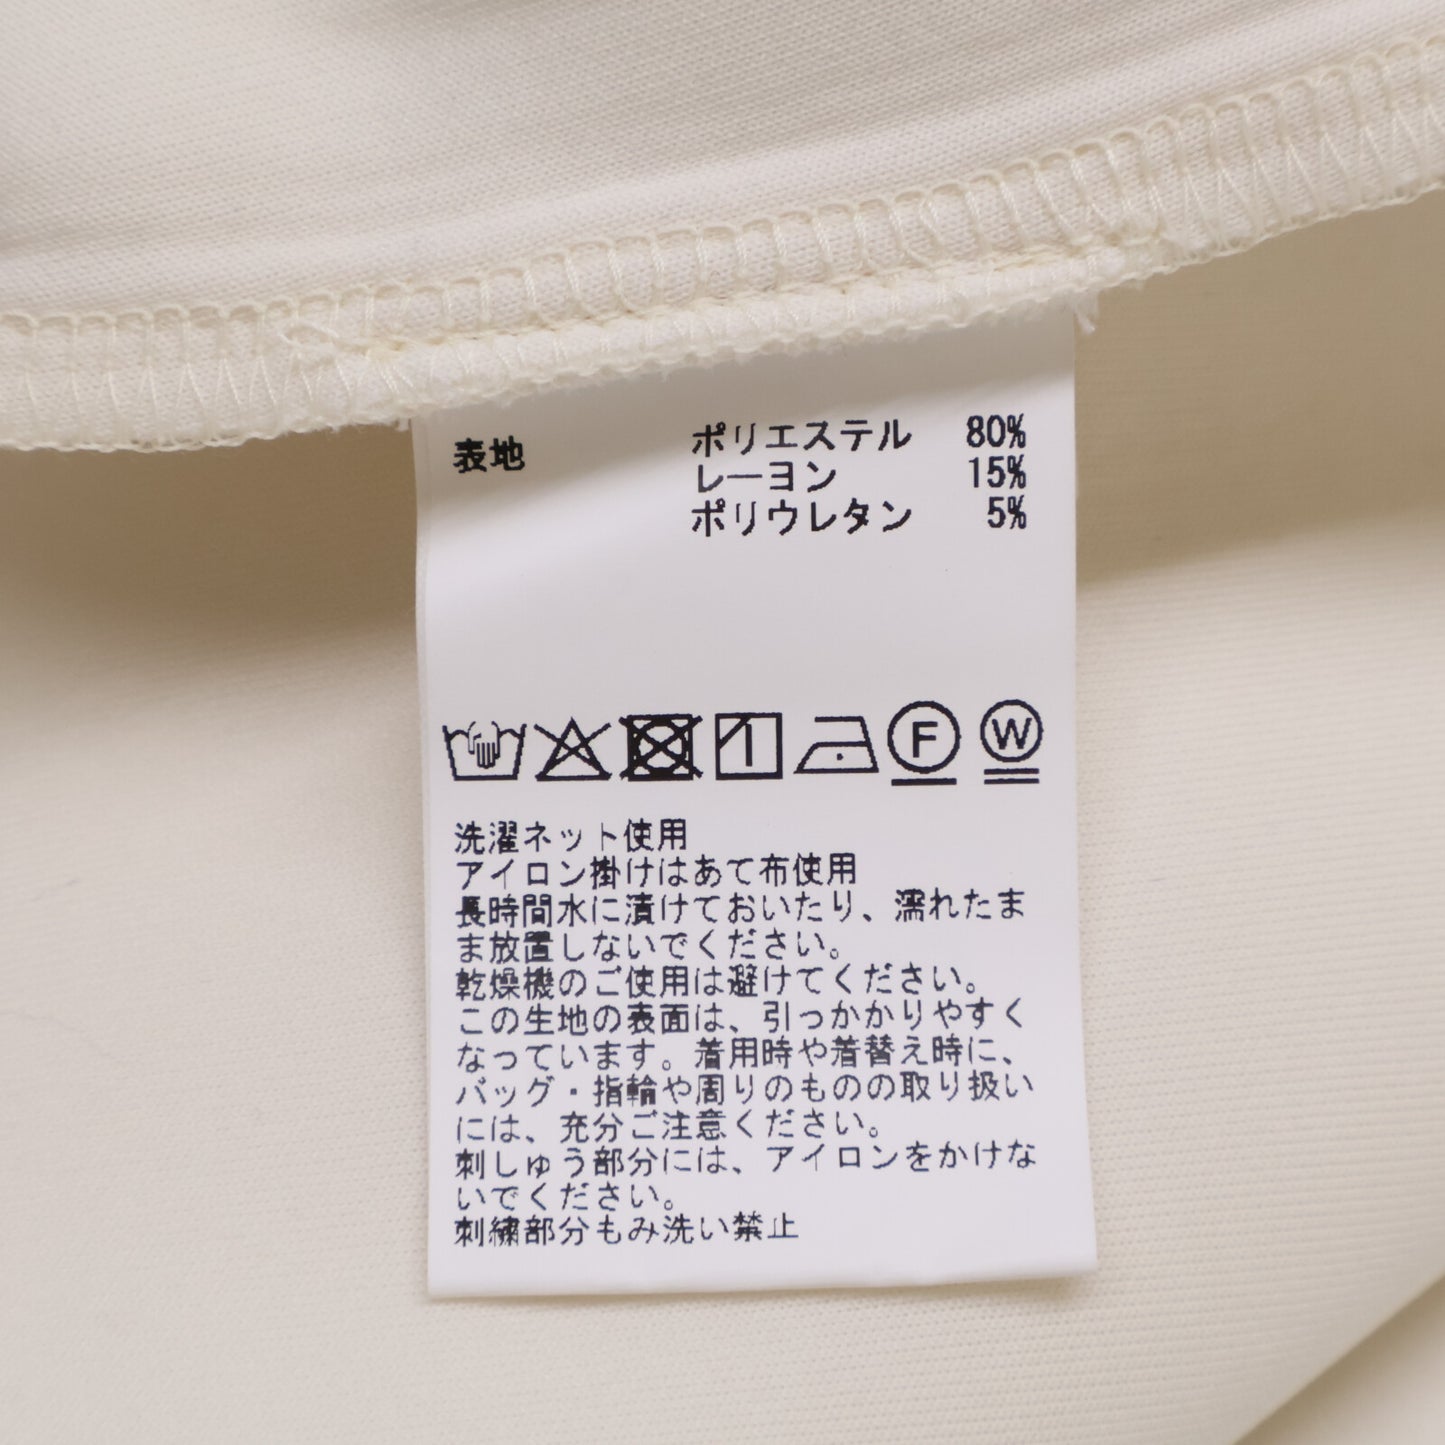 表地 ポリエステル 80%
レーヨン 15%
ポリウレタン 5%
F W
洗濯ネット使用
アイロン掛けはあて布使用
長時間水に漬けておいたり、濡れたま
ま放置しないでください。
乾燥機のご使用は避けてください。
この生地の表面は、引っかかりやすく
なっています。着用時や着替え時に、
バッグ・指輪や周りのものの取り扱い
には、充分ご注意ください。
刺しゅう部分には、アイロンをかけな
いでください。
刺繍部分もみ洗い禁止